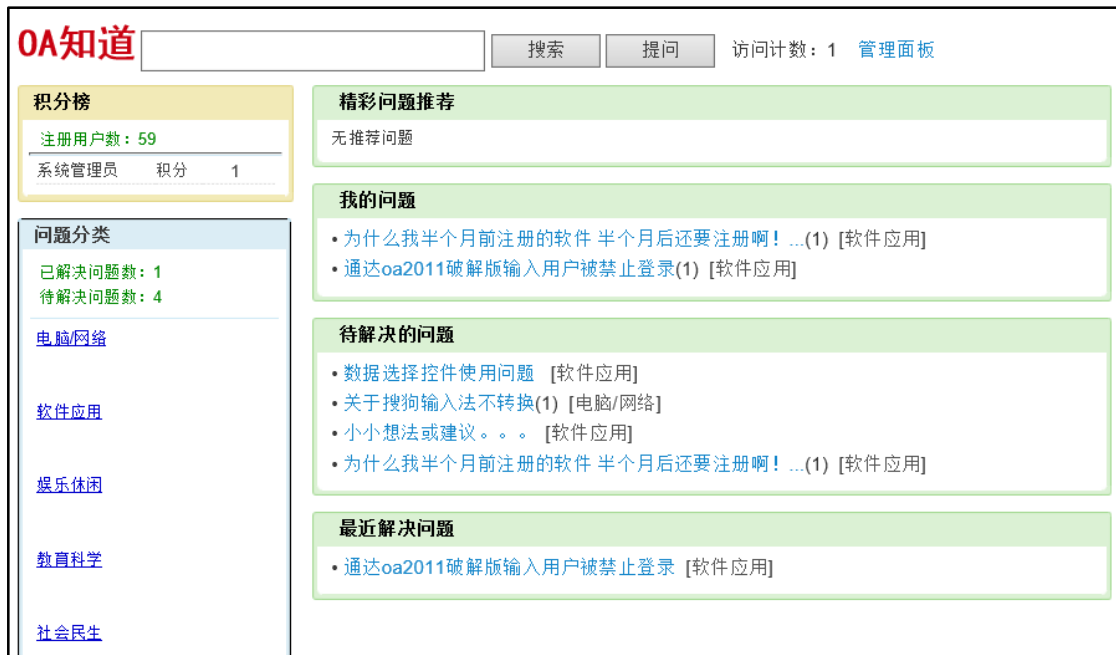 OA知道 搜索 提问 访问计数：1 管理面板
积分榜
注册用户数：59
系统管理员 积分 1
问题分类
已解决问题数：1
待解决问题数：4
电脑/网络
软件应用
娱乐休闲
教育科学
社会民生
精彩问题推荐
无推荐问题
我的问题
• 为什么我半个月前注册的软件 半个月后还要注册啊！...(1) [软件应用]
• 通达oa2011破解版输入用户被禁止登录(1) [软件应用]
待解决的问题
• 数据选择控件使用问题 [软件应用]
• 关于搜狗输入法不转换(1) [电脑/网络]
• 小小想法或建议。。。 [软件应用]
• 为什么我半个月前注册的软件 半个月后还要注册啊！...(1) [软件应用]
最近解决问题
• 通达oa2011破解版输入用户被禁止登录 [软件应用]